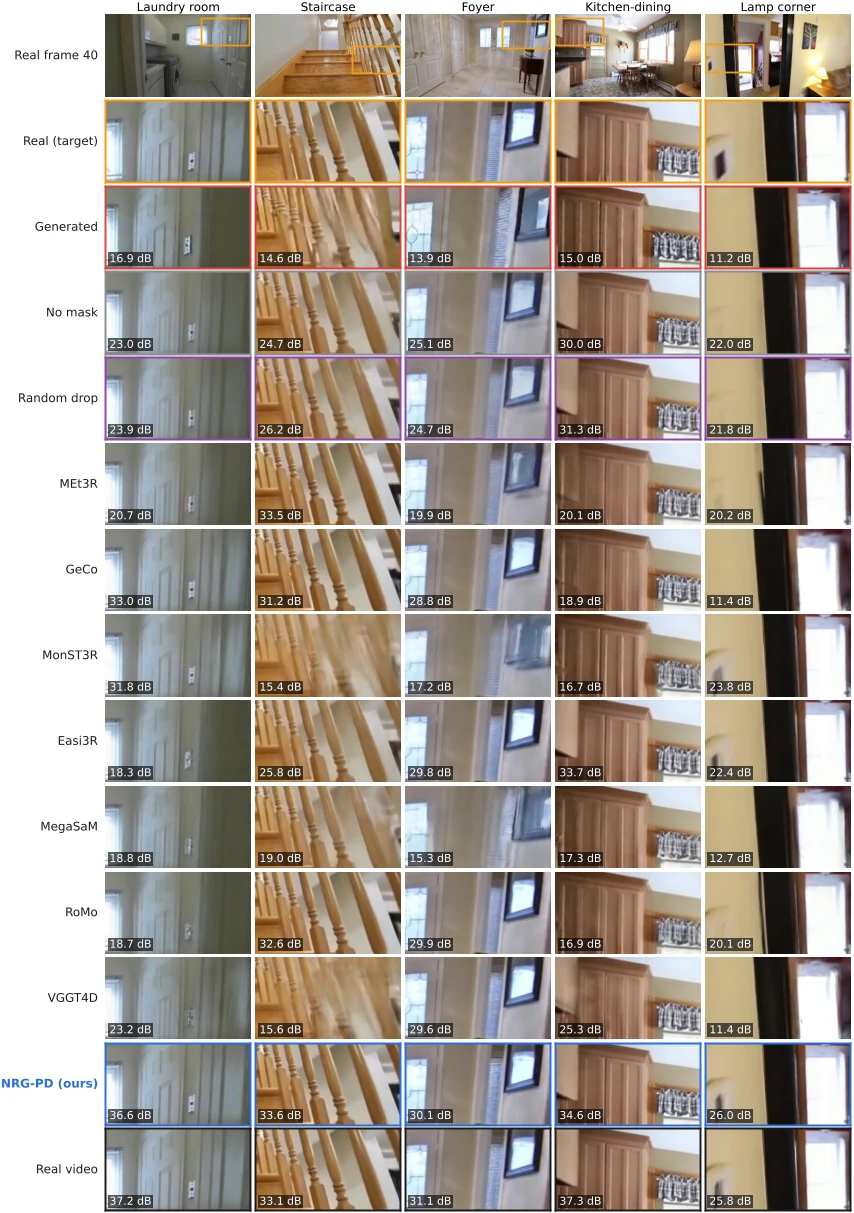 Laundry room Staircase Foyer Kitchen-dining Lamp corner
Real frame 40
Real (target)
Generated 16.9 dB 14.6 dB 13.9 dB 15.0 dB 11.2 dB
No mask 23.0 dB 24.7 dB 25.1 dB 30.0 dB 22.0 dB
Random drop 23.9 dB 26.2 dB 24.7 dB 31.3 dB 21.8 dB
MEt3R 20.7 dB 33.5 dB 19.9 dB 20.1 dB 20.2 dB
GeCo 33.0 dB 31.2 dB 28.8 dB 18.9 dB 11.4 dB
MonST3R 31.8 dB 15.4 dB 17.2 dB 16.7 dB 23.8 dB
Easi3R 18.3 dB 25.8 dB 29.8 dB 33.7 dB 22.4 dB
MegaSaM 18.8 dB 19.0 dB 15.3 dB 17.3 dB 12.7 dB
RoMo 18.7 dB 32.6 dB 29.9 dB 16.9 dB 20.1 dB
VGGT4D 23.2 dB 15.6 dB 29.6 dB 25.3 dB 11.4 dB
NRG-PD (ours) 36.6 dB 33.6 dB 30.1 dB 34.6 dB 26.0 dB
Real video 37.2 dB 33.1 dB 31.1 dB 37.3 dB 25.8 dB